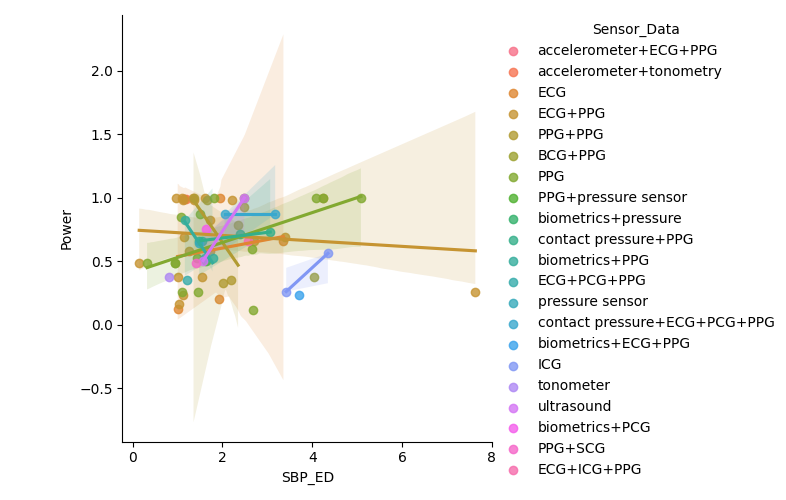 Sensor_Data
accelerometer+ECG+PPG
accelerometer+tonometry
ECG
ECG+PPG
PPG+PPG
BCG+PPG
PPG
PPG+pressure sensor
biometrics+pressure
contact pressure+PPG
biometrics+PPG
ECG+PCG+PPG
pressure sensor
contact pressure+ECG+PCG+PPG
biometrics+ECG+PPG
ICG
tonometer
ultrasound
biometrics+PCG
PPG+SCG
ECG+ICG+PPG
Power
2.0
1.5
1.0
0.5
0.0
−0.5
0 2 4 6 8
SBP_ED